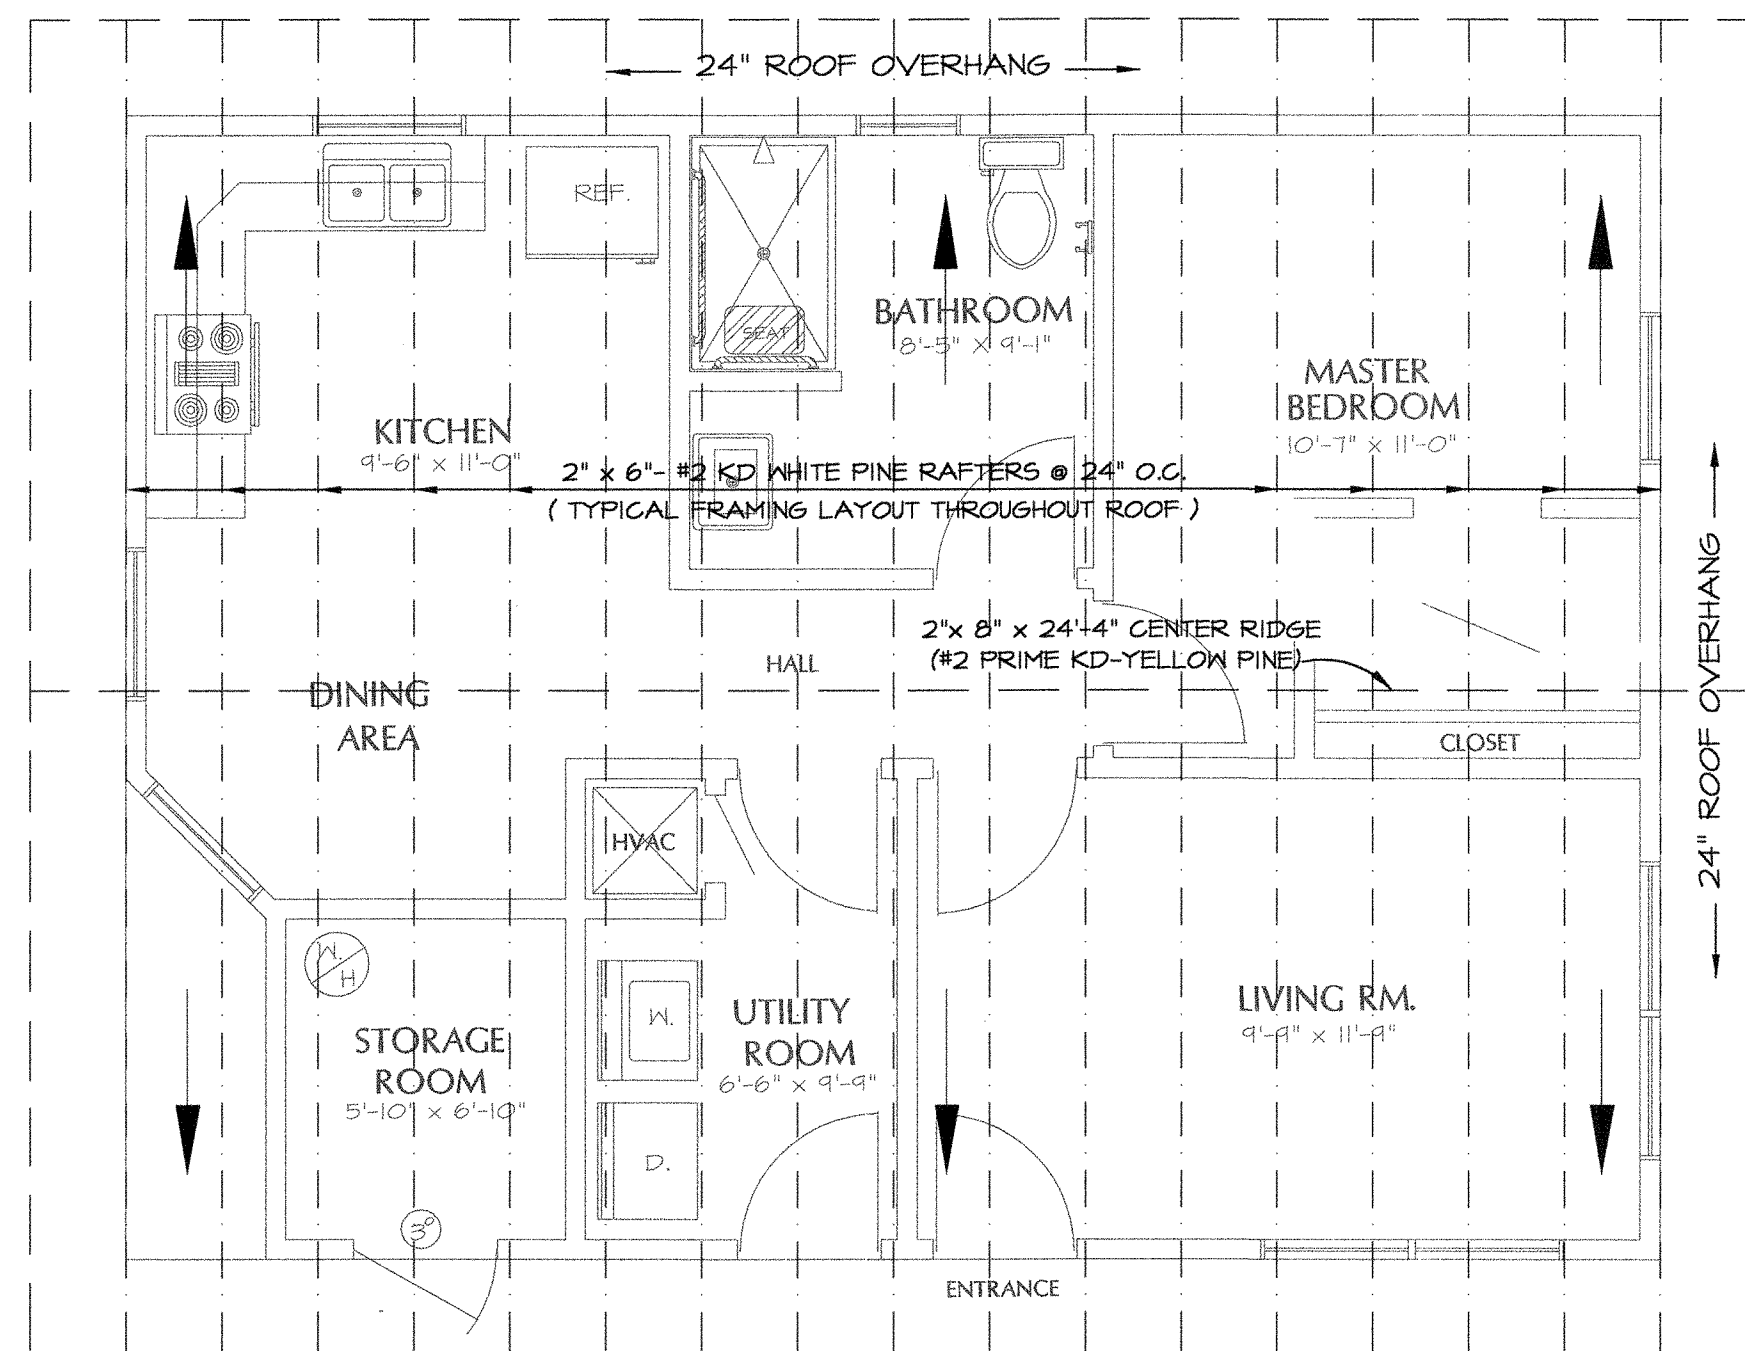 24" ROOF OVERHANG
REF.
SEAT
BATHROOM
8'-5" X 9'-1"
MASTER
BEDROOM
10'-7" x 11'-0"
KITCHEN
9'-6" x 11'-0"
2" x 6"- #2 KD WHITE PINE RAFTERS @ 24" O.C.
( TYPICAL FRAMING LAYOUT THROUGHOUT ROOF )
2"x 8" x 24'-4" CENTER RIDGE
(#2 PRIME KD-YELLOW PINE)
HALL
DINING
AREA
CLOSET
24" ROOF OVERHANG
HVAC
W.
H
STORAGE
ROOM
5'-10" x 6'-10"
W.
UTILITY
ROOM
6'-6" x 9'-9"
LIVING RM.
9'-9" x 11'-9"
D.
3⁰
ENTRANCE